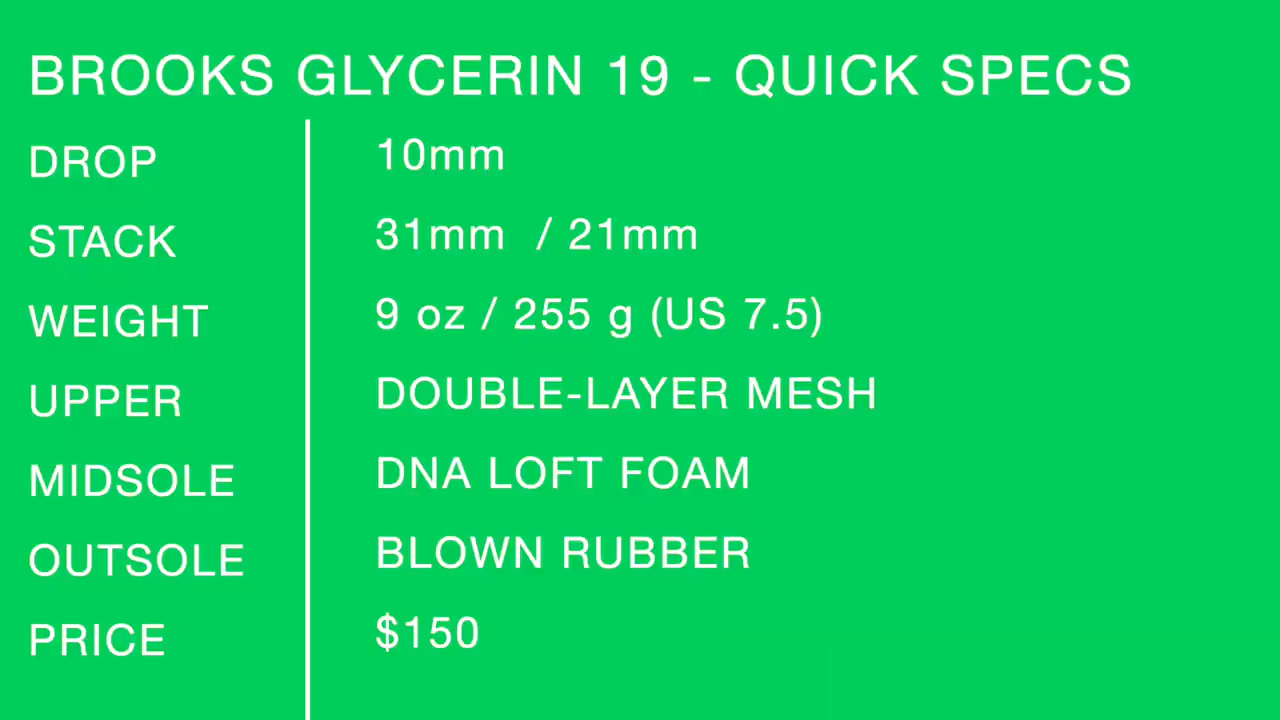 BROOKS GLYCERIN 19 - QUICK SPECS
DROP 10mm
STACK 31mm / 21mm
WEIGHT 9 oz / 255 g (US 7.5)
UPPER DOUBLE-LAYER MESH
MIDSOLE DNA LOFT FOAM
OUTSOLE BLOWN RUBBER
PRICE $150